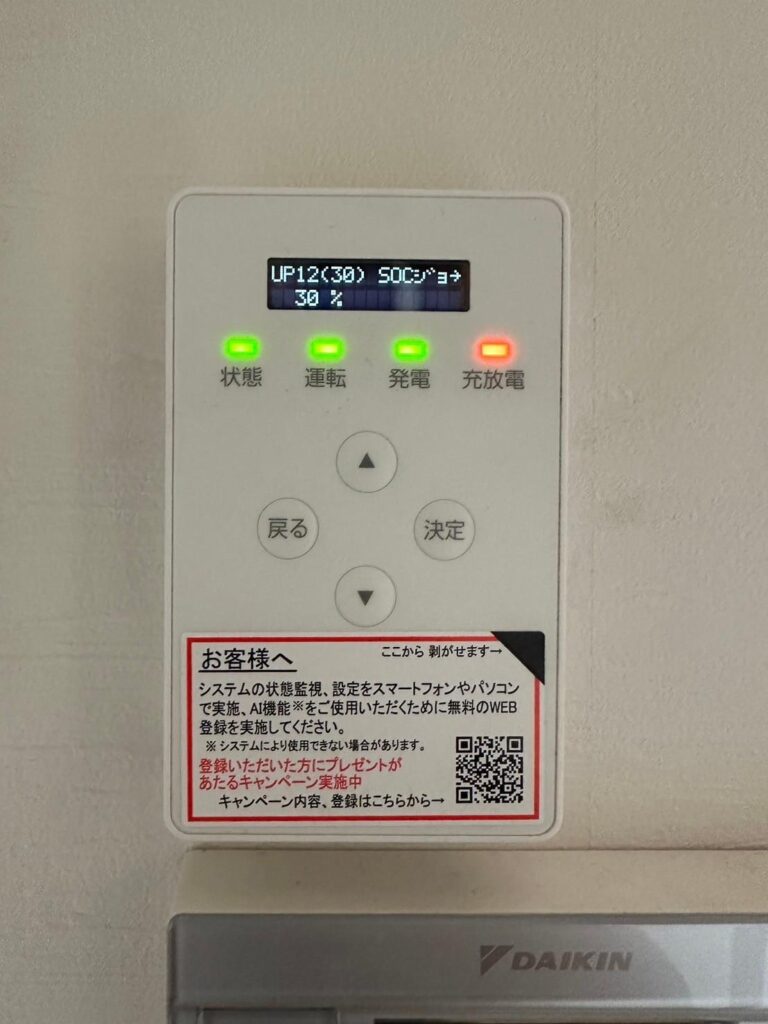 UP12(30) SOCｼﾞｮ→
30 %
状態 運転 発電 充放電
▲
戻る 決定
▼
ここから 剥がせます→
お客様へ
システムの状態監視、設定をスマートフォンやパソコン
で実施、AI機能※をご使用いただくために無料のWEB
登録を実施してください。
※ システムにより使用できない場合があります。
登録いただいた方にプレゼントが
あたるキャンペーン実施中
キャンペーン内容、登録はこちらから→
DAIKIN